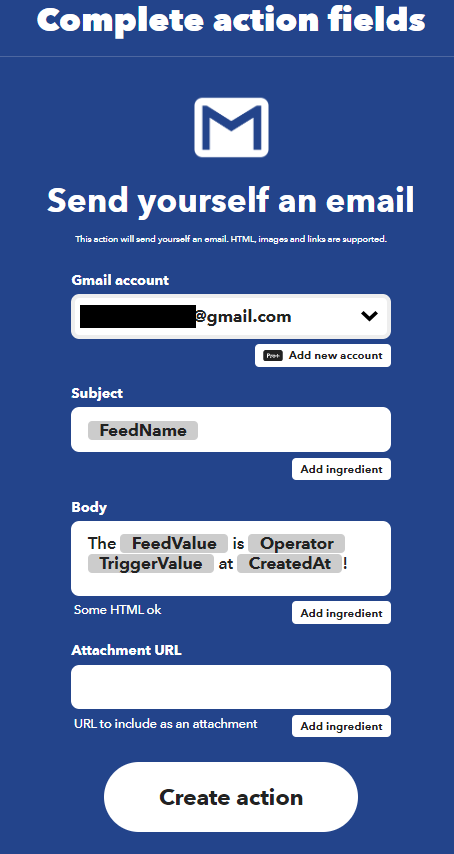 Complete action fields
Send yourself an email
This action will send yourself an email. HTML, images and links are supported.
Gmail account
@gmail.com
Pro+ Add new account
Subject
FeedName
Add ingredient
Body
The FeedValue is Operator
TriggerValue at CreatedAt !
Some HTML ok
Add ingredient
Attachment URL
URL to include as an attachment
Add ingredient
Create action